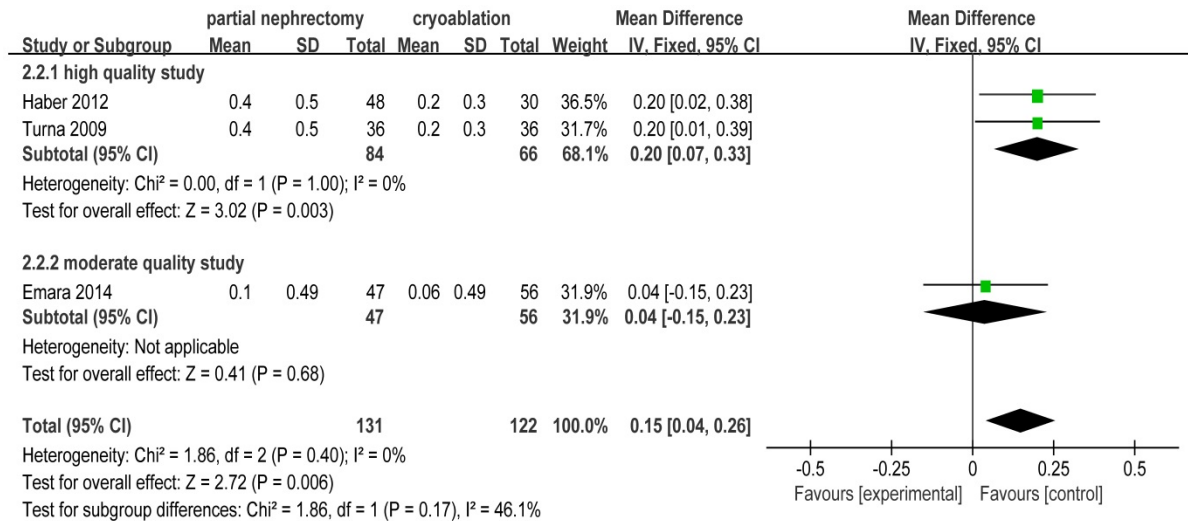 partial nephrectomy cryoablation Mean Difference Mean Difference
Study or Subgroup Mean SD Total Mean SD Total Weight IV, Fixed, 95% CI IV, Fixed, 95% CI
2.2.1 high quality study
Haber 2012 0.4 0.5 48 0.2 0.3 30 36.5% 0.20 [0.02, 0.38]
Turna 2009 0.4 0.5 36 0.2 0.3 36 31.7% 0.20 [0.01, 0.39]
Subtotal (95% CI) 84 66 68.1% 0.20 [0.07, 0.33]
Heterogeneity: Chi² = 0.00, df = 1 (P = 1.00); I² = 0%
Test for overall effect: Z = 3.02 (P = 0.003)
2.2.2 moderate quality study
Emara 2014 0.1 0.49 47 0.06 0.49 56 31.9% 0.04 [-0.15, 0.23]
Subtotal (95% CI) 47 56 31.9% 0.04 [-0.15, 0.23]
Heterogeneity: Not applicable
Test for overall effect: Z = 0.41 (P = 0.68)
Total (95% CI) 131 122 100.0% 0.15 [0.04, 0.26]
Heterogeneity: Chi² = 1.86, df = 2 (P = 0.40); I² = 0%
Test for overall effect: Z = 2.72 (P = 0.006)
Test for subgroup differences: Chi² = 1.86, df = 1 (P = 0.17), I² = 46.1%
-0.5 -0.25 0 0.25 0.5
Favours [experimental] Favours [control]